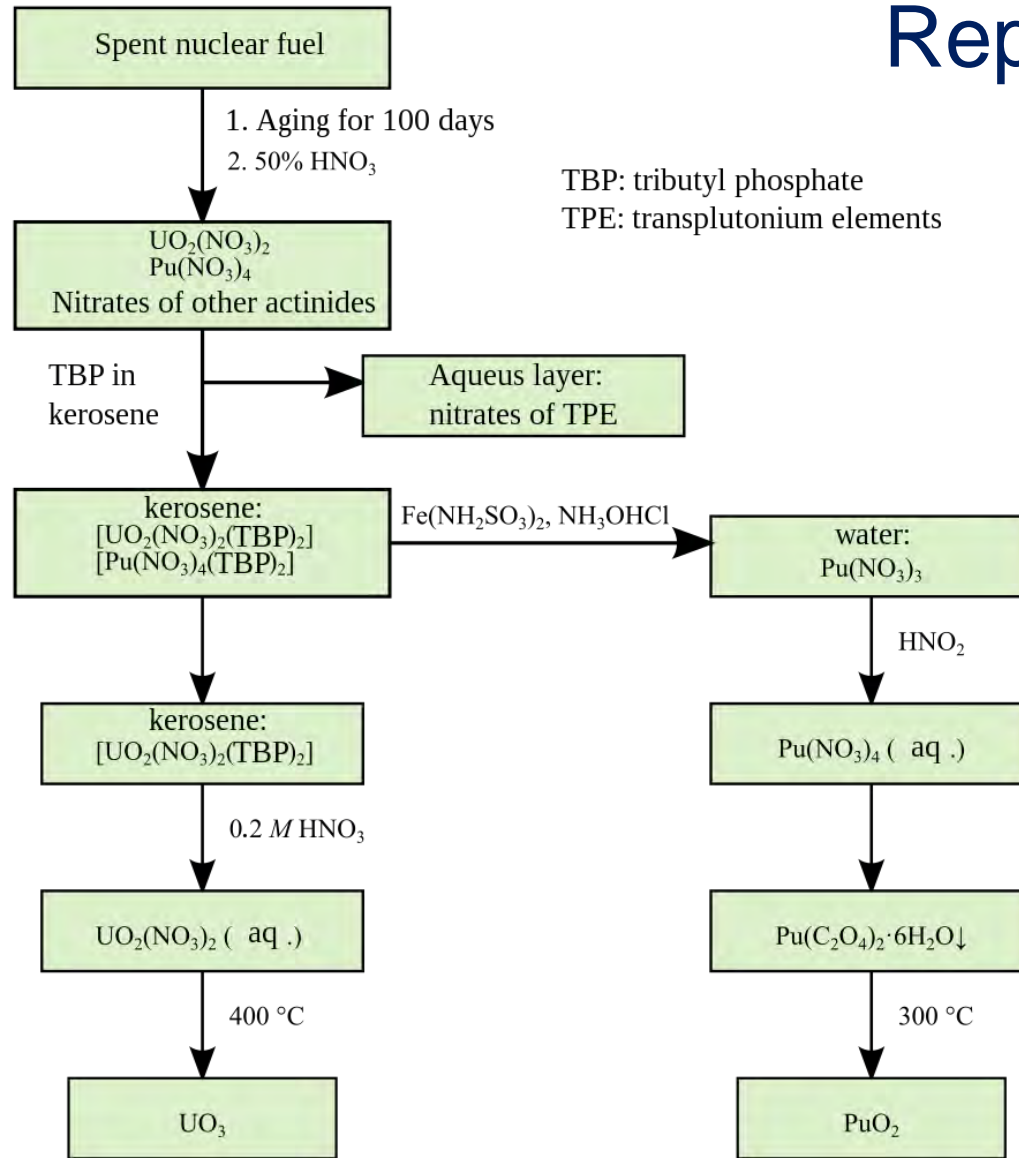 Rep
Spent nuclear fuel
1. Aging for 100 days
2. 50% HNO₃
TBP: tributyl phosphate
TPE: transplutonium elements
UO₂(NO₃)₂
Pu(NO₃)₄
Nitrates of other actinides
TBP in
kerosene
Aqueus layer:
nitrates of TPE
kerosene:
[UO₂(NO₃)₂(TBP)₂]
[Pu(NO₃)₄(TBP)₂]
Fe(NH₂SO₃)₂, NH₃OHCl
water:
Pu(NO₃)₃
HNO₂
kerosene:
[UO₂(NO₃)₂(TBP)₂]
Pu(NO₃)₄ ( aq .)
0.2 M HNO₃
UO₂(NO₃)₂ ( aq .)
Pu(C₂O₄)₂·6H₂O↓
400 °C
300 °C
UO₃
PuO₂